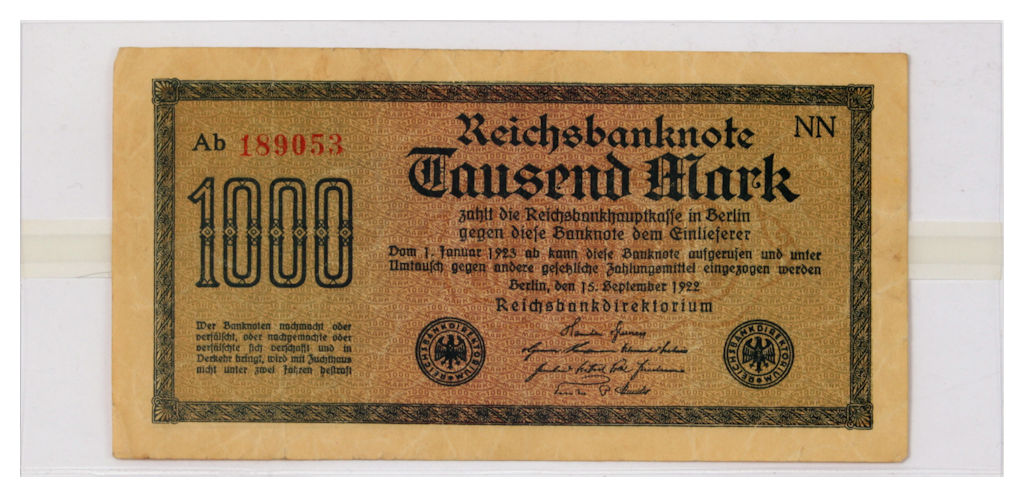 Ab 189053
NN
Reichsbanknote
Tausend Mark
1000
zahlt die Reichsbankhauptkasse in Berlin
gegen diese Banknote dem Einlieferer
Vom 1. Januar 1923 ab kann diese Banknote aufgerufen und unter
Umtausch gegen andere gesetzliche Zahlungsmittel eingezogen werden
Berlin, den 15. September 1922
Reichsbankdirektorium
Wer Banknoten nachmacht oder
verfälscht, oder nachgemachte oder
verfälschte sich verschafft und in
Verkehr bringt, wird mit Zuchthaus
nicht unter zwei Jahren bestraft
REICHSBANKDIREKTORIUM
REICHSBANKDIREKTORIUM